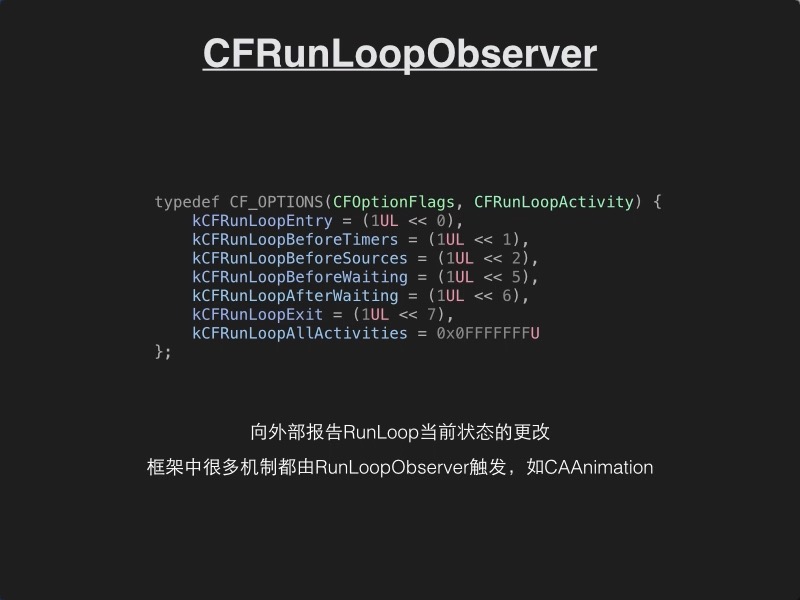 CFRunLoopObserver
typedef CF_OPTIONS(CFOptionFlags, CFRunLoopActivity) {
    kCFRunLoopEntry = (1UL << 0),
    kCFRunLoopBeforeTimers = (1UL << 1),
    kCFRunLoopBeforeSources = (1UL << 2),
    kCFRunLoopBeforeWaiting = (1UL << 5),
    kCFRunLoopAfterWaiting = (1UL << 6),
    kCFRunLoopExit = (1UL << 7),
    kCFRunLoopAllActivities = 0x0FFFFFFFU
};
向外部报告RunLoop当前状态的更改
框架中很多机制都由RunLoopObserver触发，如CAAnimation